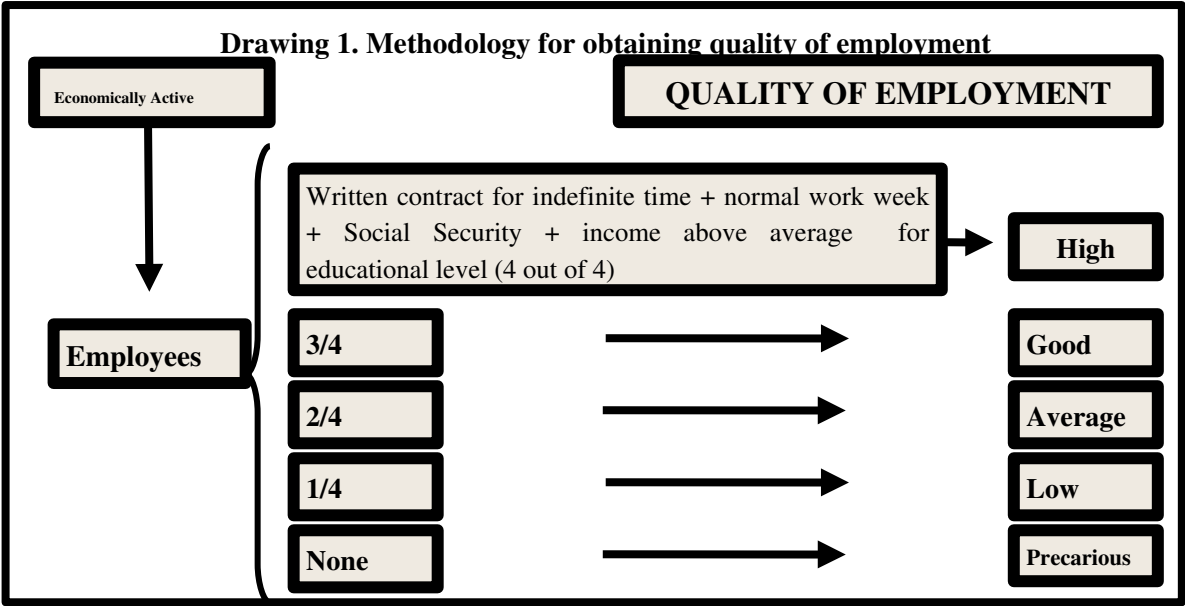 Drawing 1. Methodology for obtaining quality of employment
Economically Active
QUALITY OF EMPLOYMENT
Written contract for indefinite time + normal work week
+ Social Security + income above average for
educational level (4 out of 4)
High
Employees
3/4
Good
2/4
Average
1/4
Low
None
Precarious